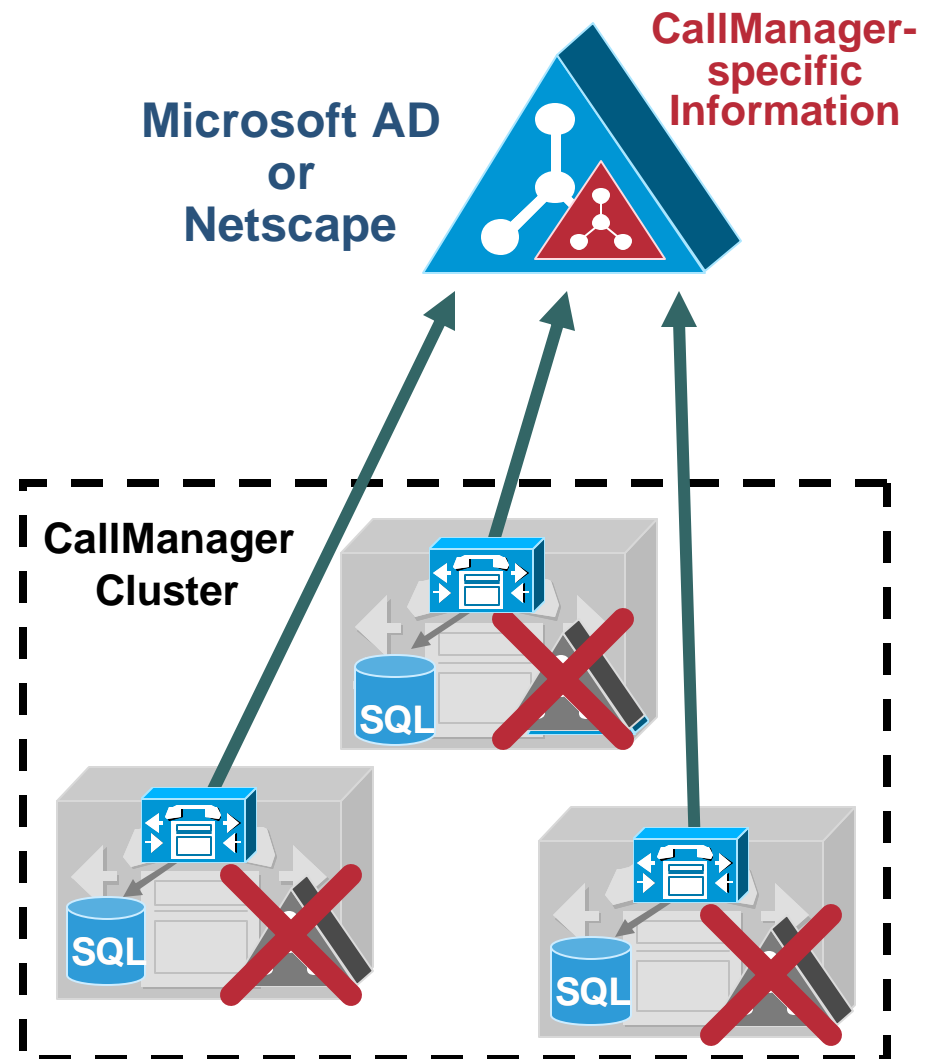 CallManager-
specific
Information
Microsoft AD
or
Netscape
CallManager
Cluster
SQL
SQL
SQL